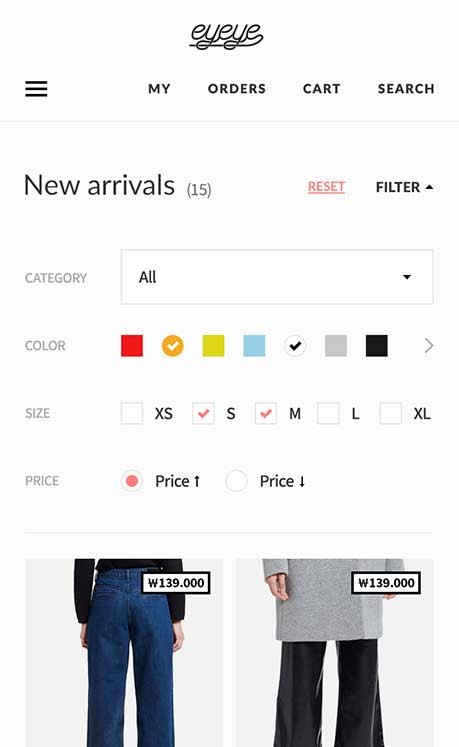 eyeye
MY ORDERS CART SEARCH
New arrivals (15) RESET FILTER
CATEGORY All
COLOR
SIZE XS S M L XL
PRICE Price ↑ Price ↓
₩139.000 ₩139.000